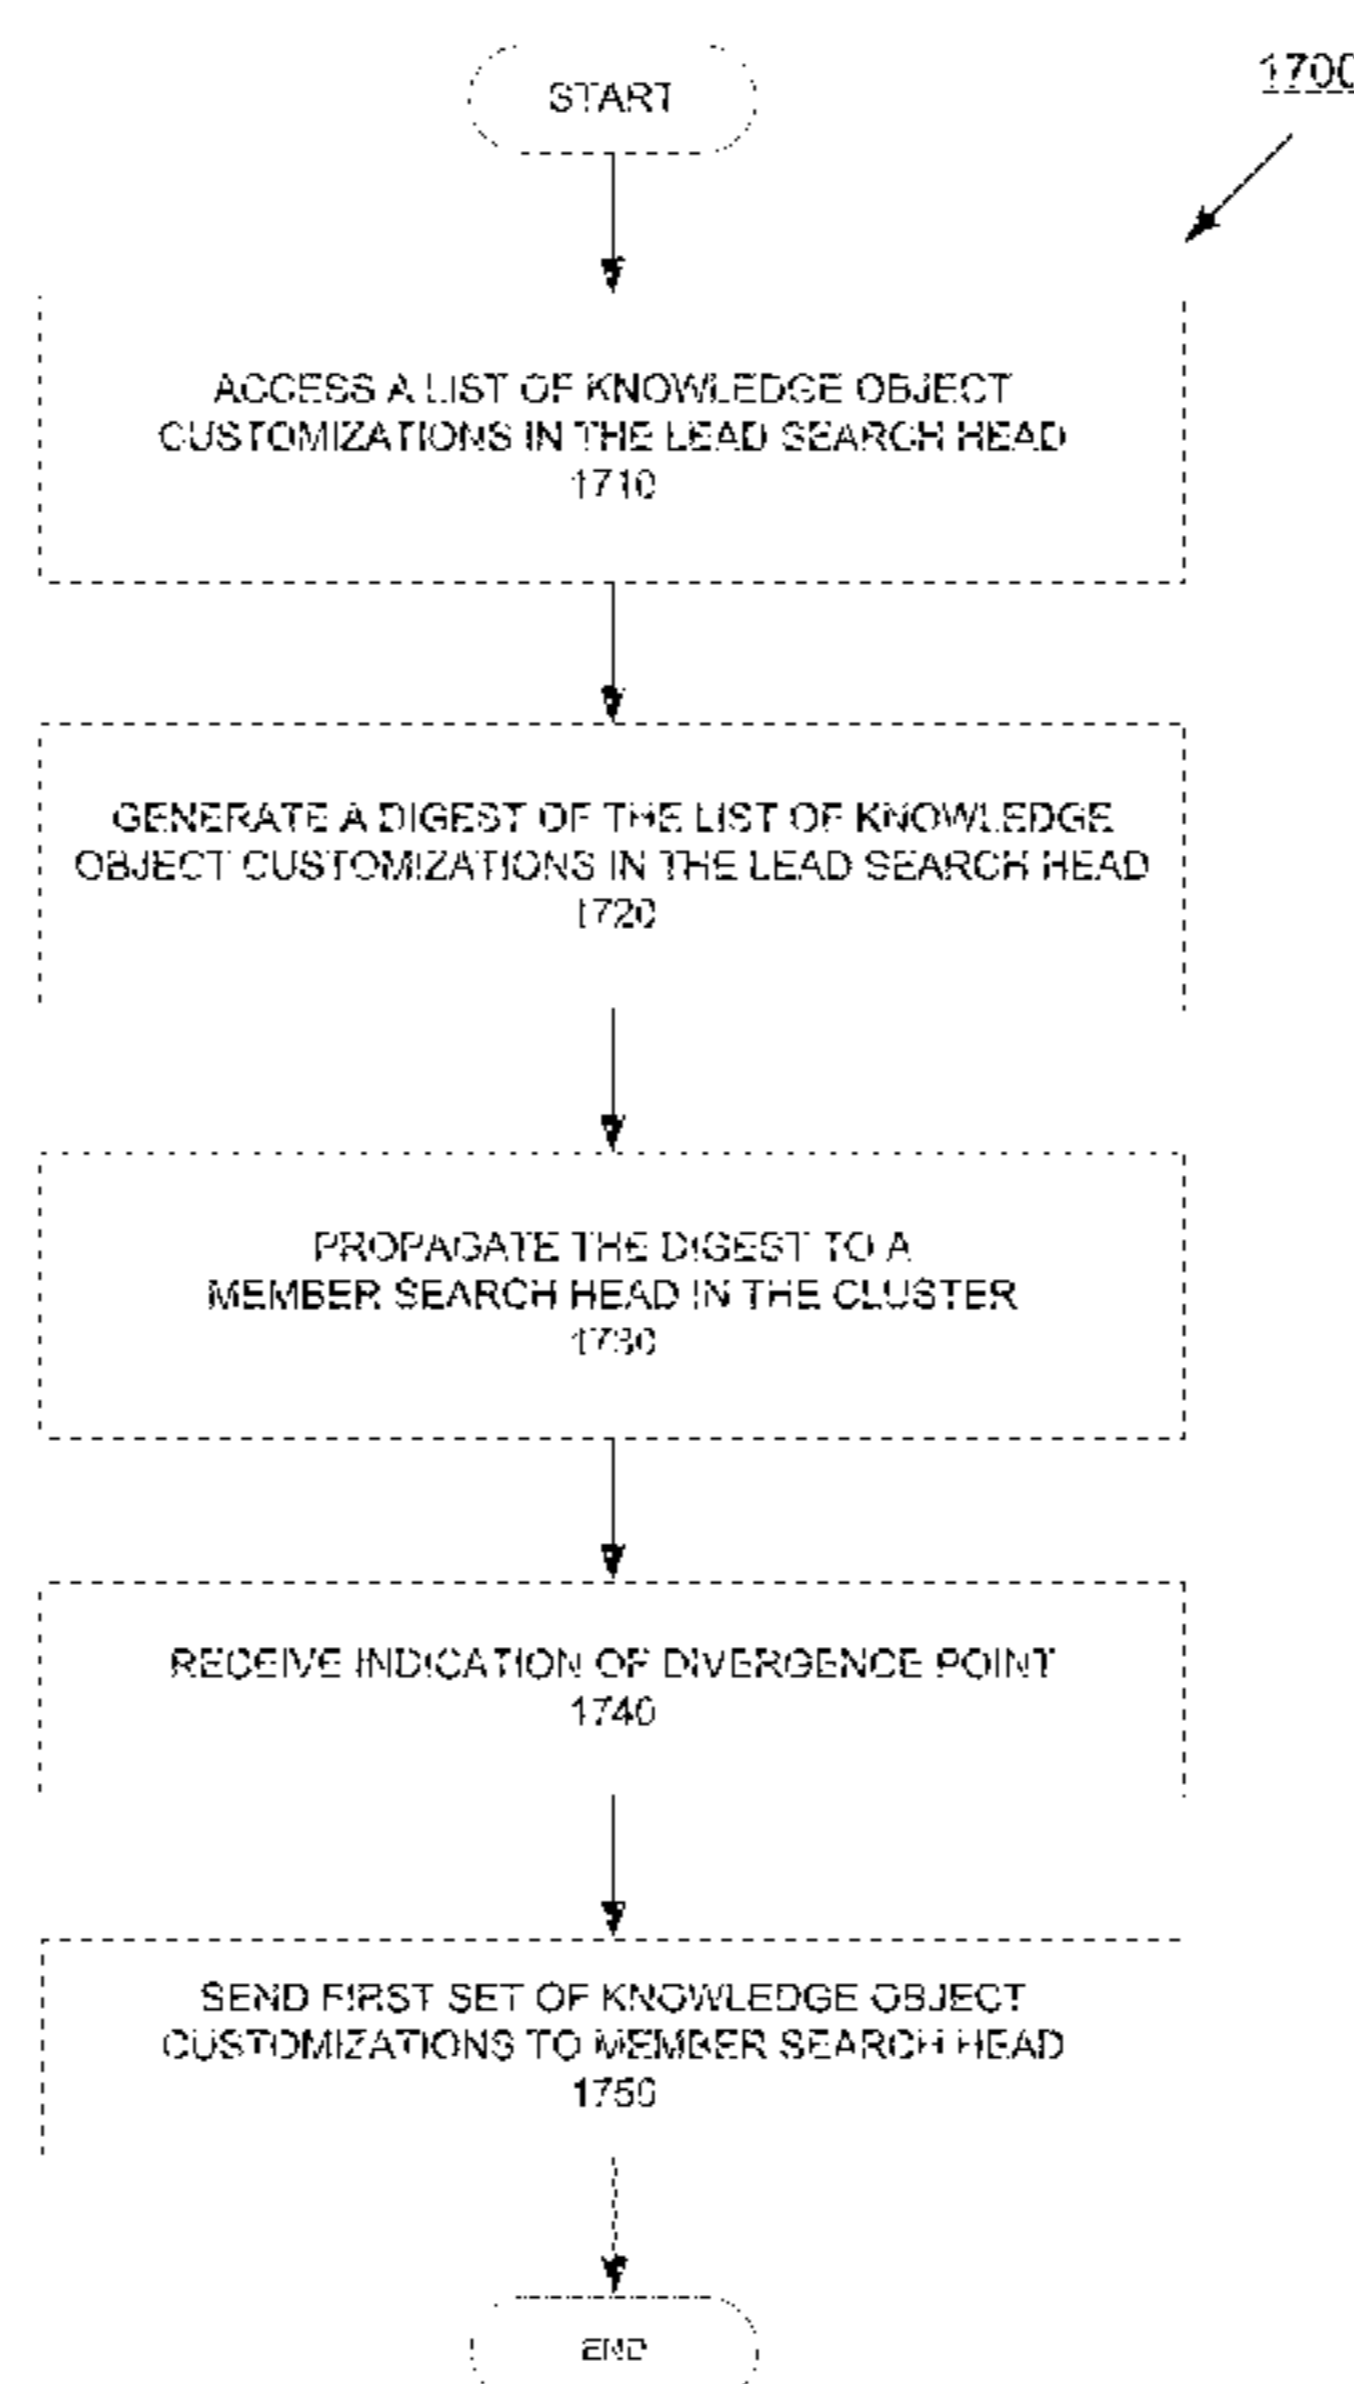 START
1700
ACCESS A LIST OF KNOWLEDGE OBJECT
CUSTOMIZATIONS IN THE LEAD SEARCH HEAD
1710
GENERATE A DIGEST OF THE LIST OF KNOWLEDGE
OBJECT CUSTOMIZATIONS IN THE LEAD SEARCH HEAD
1720
PROPAGATE THE DIGEST TO A
MEMBER SEARCH HEAD IN THE CLUSTER
1730
RECEIVE INDICATION OF DIVERGENCE POINT
1740
SEND FIRST SET OF KNOWLEDGE OBJECT
CUSTOMIZATIONS TO MEMBER SEARCH HEAD
1750
END